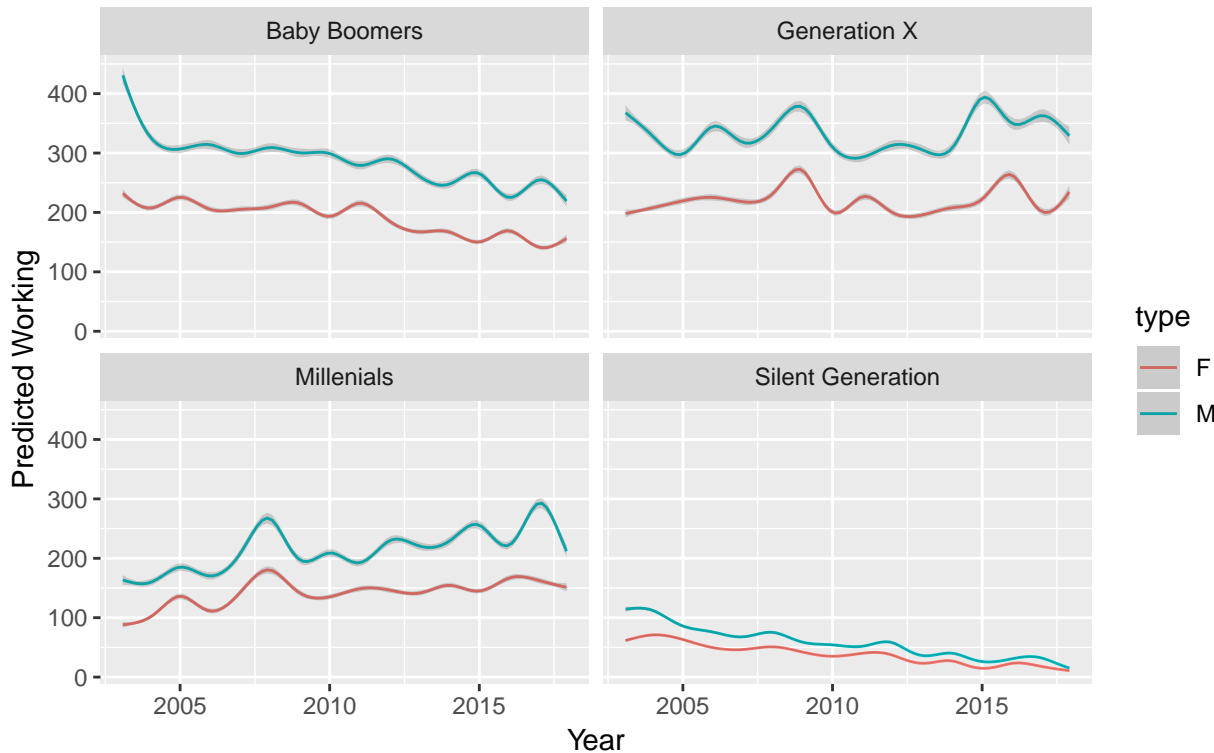 Baby Boomers
Generation X
400
300
200
100
0
Millenials
Silent Generation
400
300
200
100
0
2005
2010
2015
2005
2010
2015
Predicted Working
Year
type
F
M